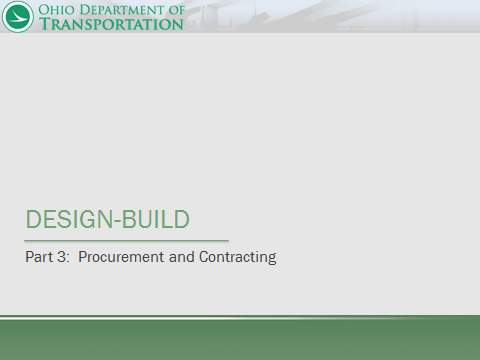 OHIO DEPARTMENT OF
TRANSPORTATION
DESIGN-BUILD
Part 3: Procurement and Contracting